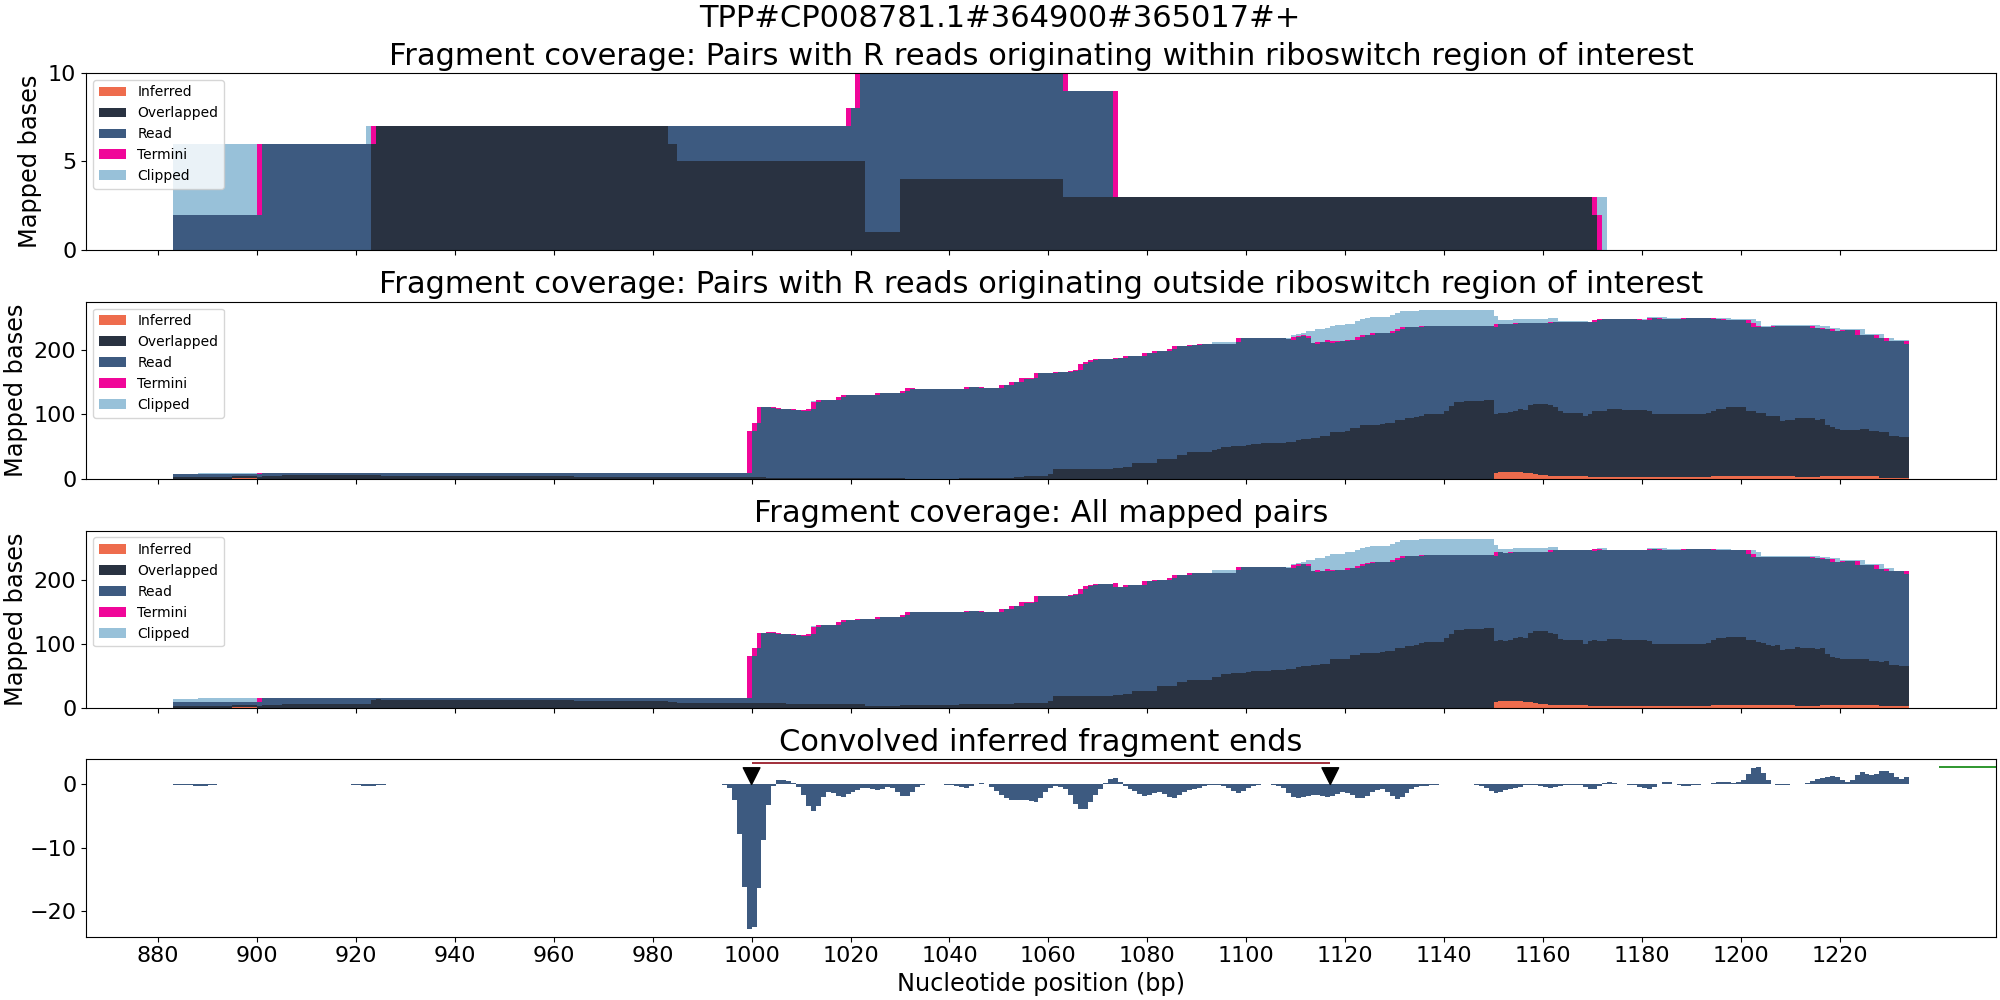 TPP#CP008781.1#364900#365017#+
Fragment coverage: Pairs with R reads originating within riboswitch region of interest
Mapped bases
10
5
0
Inferred
Overlapped
Read
Termini
Clipped
Fragment coverage: Pairs with R reads originating outside riboswitch region of interest
Mapped bases
200
100
0
Inferred
Overlapped
Read
Termini
Clipped
Fragment coverage: All mapped pairs
Mapped bases
200
100
0
Inferred
Overlapped
Read
Termini
Clipped
Convolved inferred fragment ends
0
−10
−20
880 900 920 940 960 980 1000 1020 1040 1060 1080 1100 1120 1140 1160 1180 1200 1220
Nucleotide position (bp)